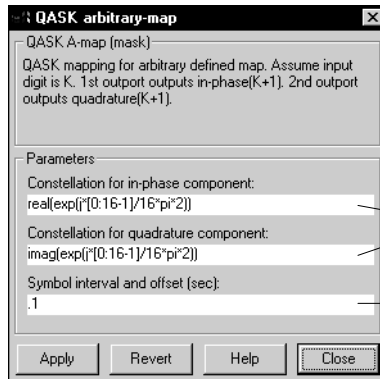 QASK arbitrary-map
QASK A-map (mask)
QASK mapping for arbitrary defined map. Assume input
digit is K. 1st outport outputs in-phase(K+1). 2nd outport
outputs quadrature(K+1).
Parameters
Constellation for in-phase component:
real(exp(j*[0:16-1]/16*pi*2))
Constellation for quadrature component:
imag(exp(j*[0:16-1]/16*pi*2))
Symbol interval and offset (sec):
.1
Apply Revert Help Close